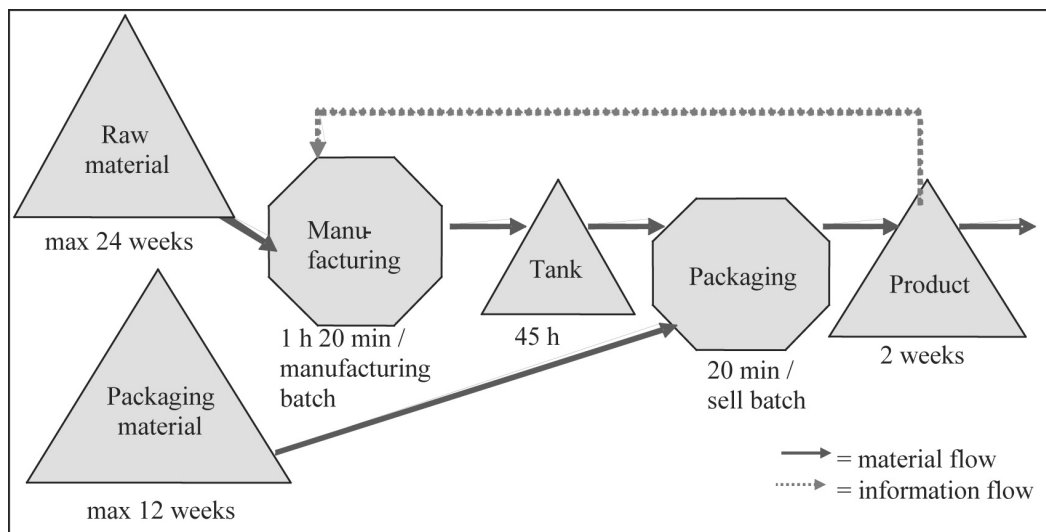 Raw
material
max 24 weeks
Manu-
facturing
1 h 20 min /
manufacturing
batch
Tank
45 h
Packaging
20 min /
sell batch
Product
2 weeks
Packaging
material
max 12 weeks
= material flow
= information flow